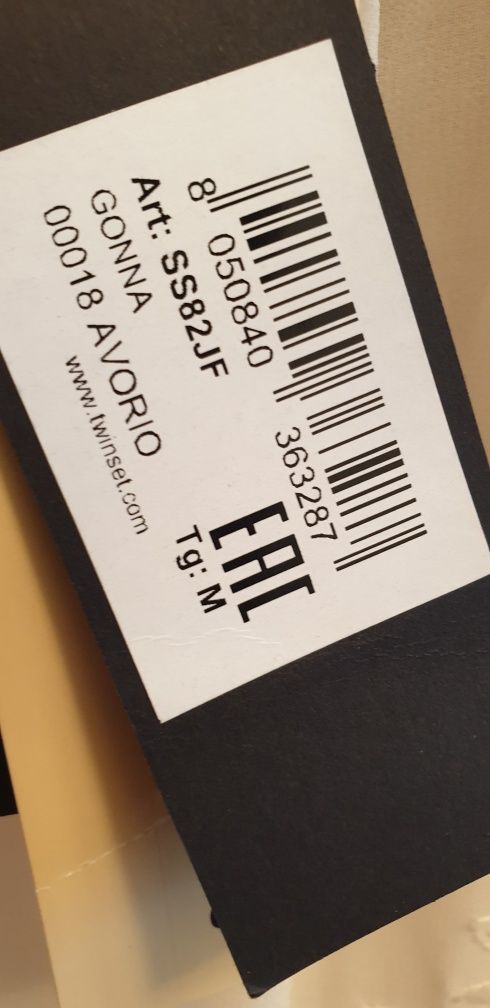 8 050840 363287
Art: SS82JF
GONNA
00018 AVORIO
www.twinset.com
EAC
Tg: M